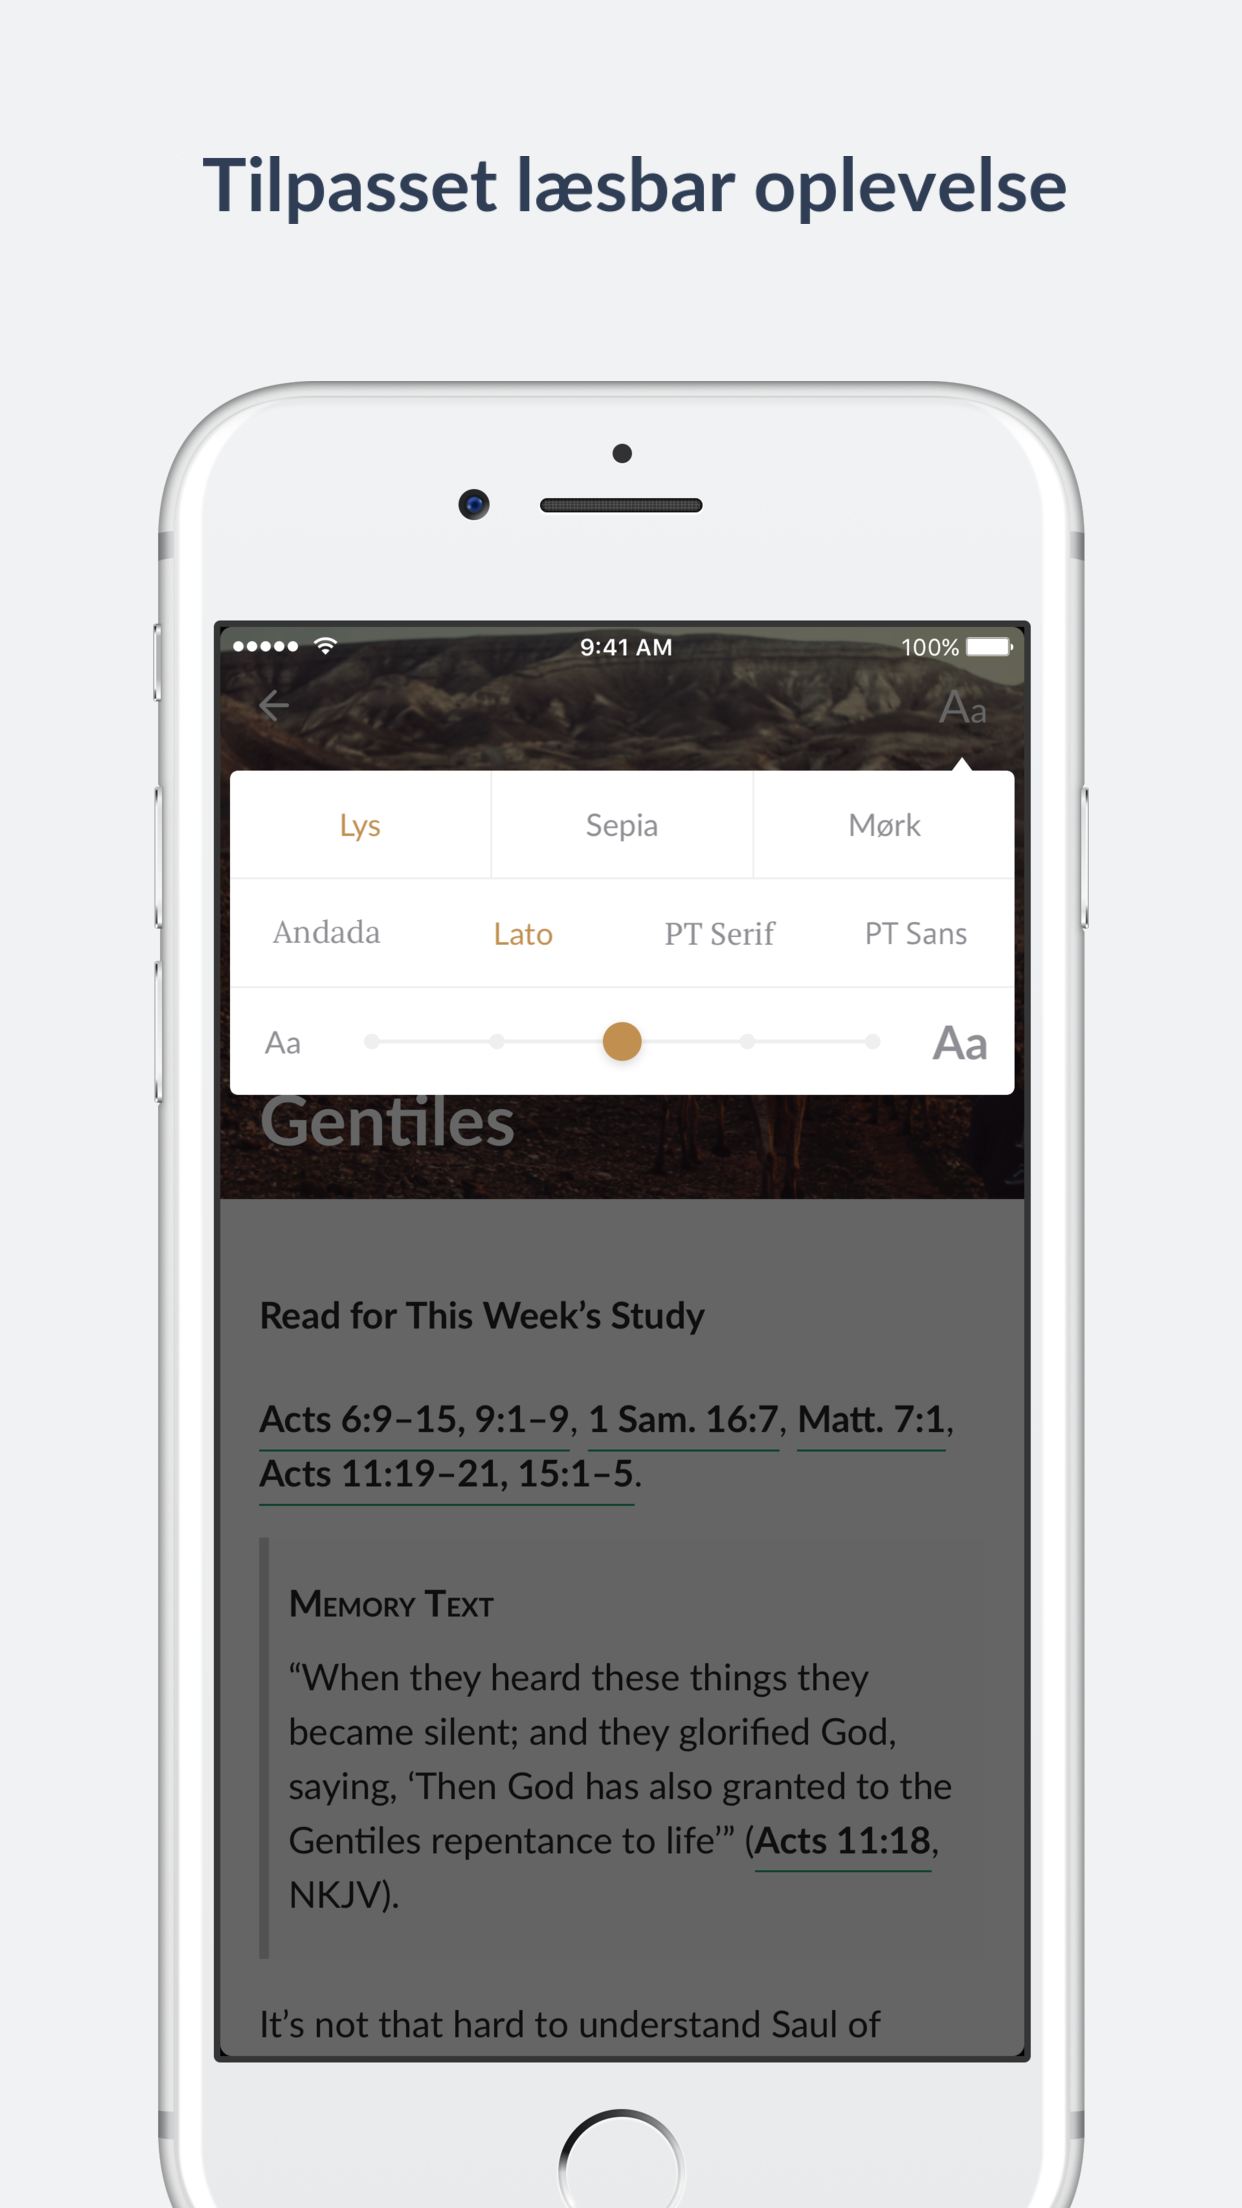 Tilpasset læsbar oplevelse
9:41 AM
100%
Aa
Lys
Sepia
Mørk
Andada
Lato
PT Serif
PT Sans
Aa
Aa
Gentiles
Read for This Week’s Study
Acts 6:9–15, 9:1–9, 1 Sam. 16:7, Matt. 7:1,
Acts 11:19–21, 15:1–5.
Memory Text
“When they heard these things they
became silent; and they glorified God,
saying, ‘Then God has also granted to the
Gentiles repentance to life’” (Acts 11:18,
NKJV).
It’s not that hard to understand Saul of